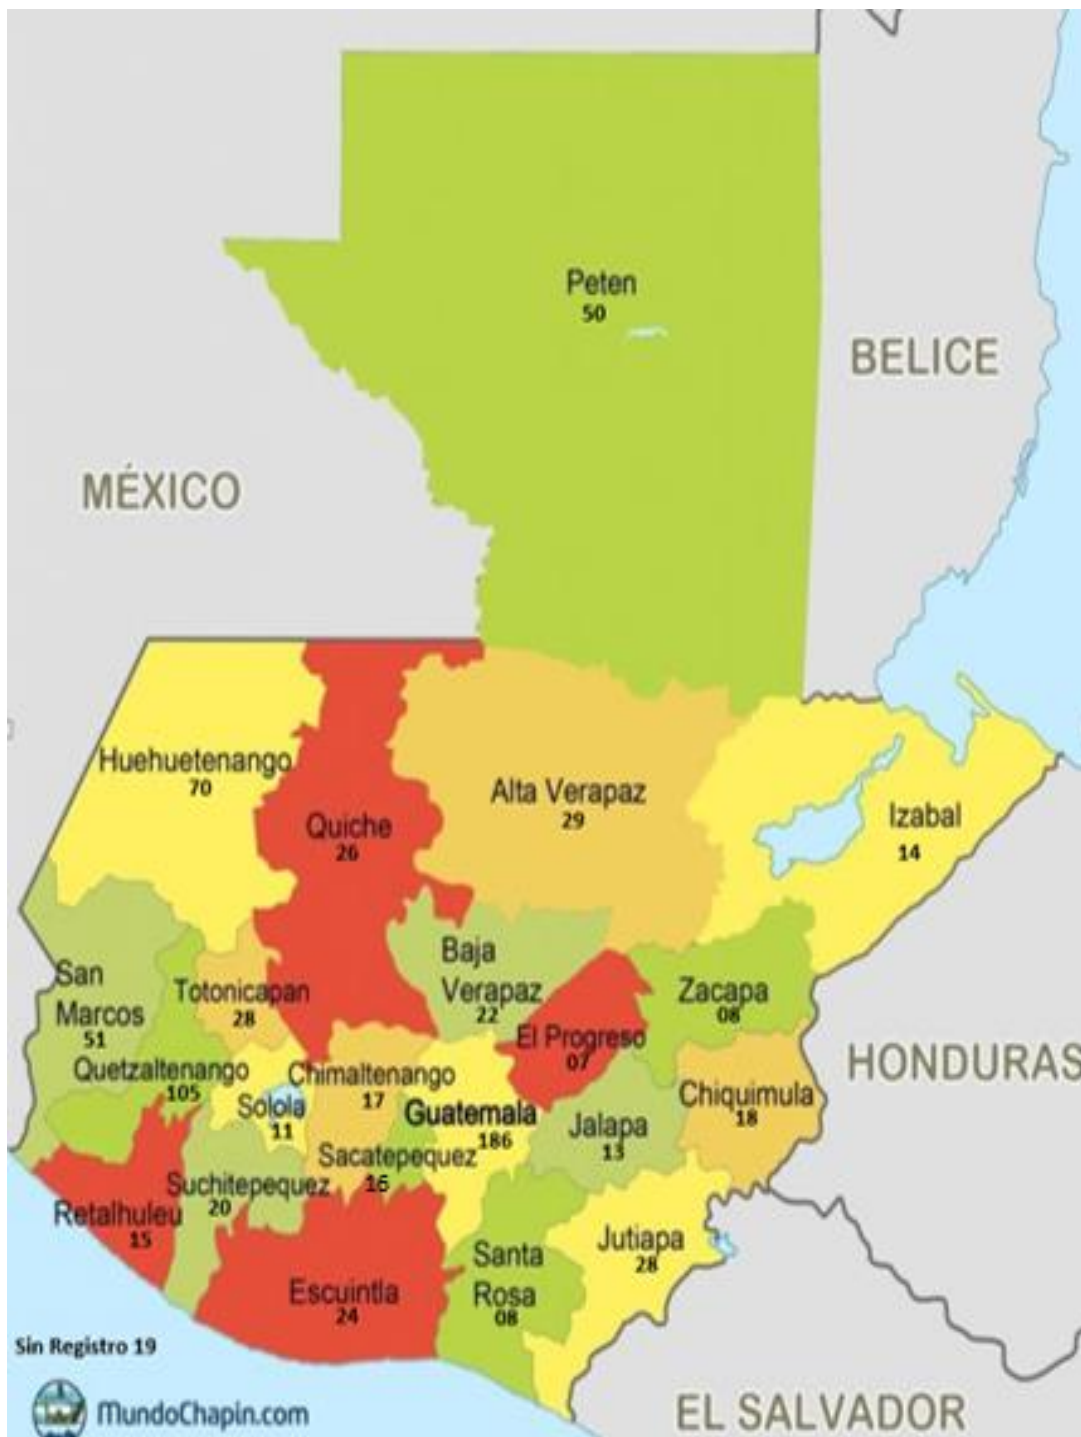 Peten
50
BELICE
MÉXICO
Huehuetenango
70
Quiche
26
Alta Verapaz
29
Izabal
14
San
Marcos
51
Totonicapan
28
Baja
Verapaz
22
El Progreso
07
Zacapa
08
HONDURAS
Quetzaltenango
105
Solola
11
Chimaltenango
17
Guatemala
186
Jalapa
13
Chiquimula
18
Sacatepequez
16
Suchitepequez
20
Retalhuleu
15
Escuintla
24
Santa
Rosa
08
Jutiapa
28
Sin Registro 19
MundoChapin.com
EL SALVADOR